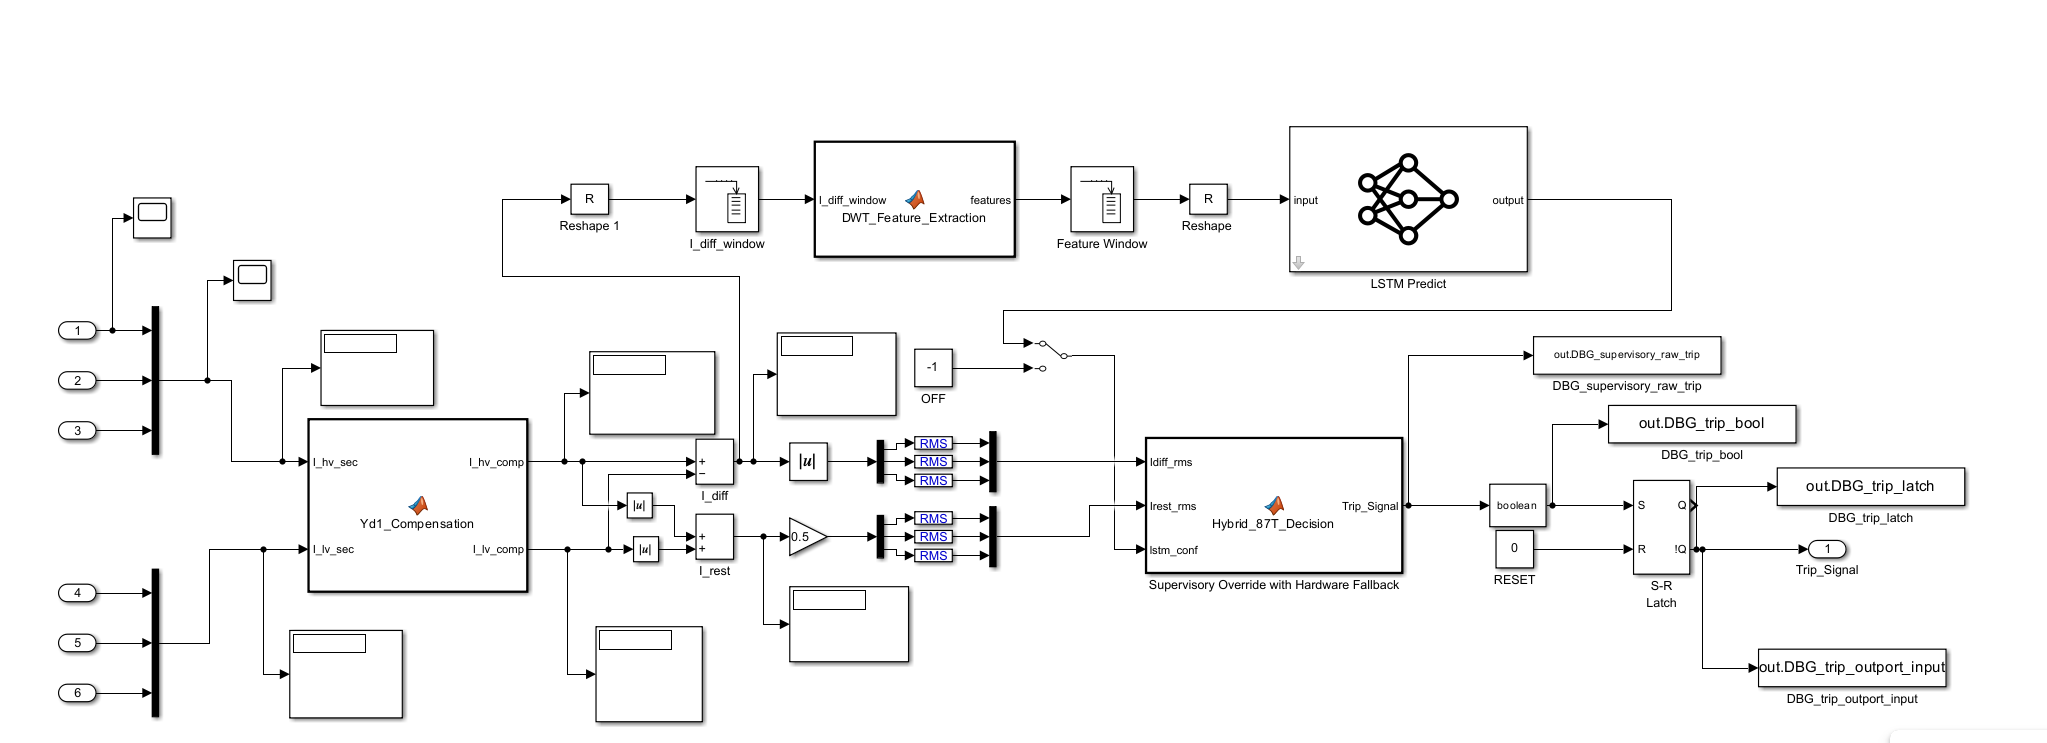 R
Reshape 1
I_diff_window
I_diff_window
features
DWT_Feature_Extraction
Feature Window
R
Reshape
input
output
LSTM Predict
1
2
3
-1
OFF
out.DBG_supervisory_raw_trip
DBG_supervisory_raw_trip
out.DBG_trip_bool
DBG_trip_bool
I_hv_sec
I_hv_comp
Yd1_Compensation
I_lv_sec
I_lv_comp
+
−
I_diff
|u|
|u|
|u|
+
+
I_rest
0.5
RMS
RMS
RMS
RMS
RMS
RMS
Idiff_rms
Irest_rms
Trip_Signal
Hybrid_87T_Decision
lstm_conf
Supervisory Override with Hardware Fallback
boolean
0
RESET
S
Q
R
!Q
S-R
Latch
out.DBG_trip_latch
DBG_trip_latch
1
Trip_Signal
4
5
6
out.DBG_trip_outport_input
DBG_trip_outport_input